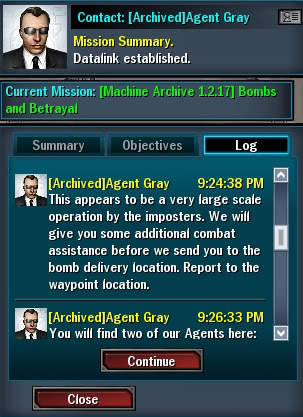 Contact: [Archived]Agent Gray
Mission Summary.
Datalink established.
Current Mission: [Machine Archive 1.2.17] Bombs
and Betrayal
Summary
Objectives
Log
[Archived]Agent Gray 9:24:38 PM
This appears to be a very large scale
operation by the imposters. We will
give you some additional combat
assistance before we send you to the
bomb delivery location. Report to the
waypoint location.
[Archived]Agent Gray 9:26:33 PM
You will find two of our Agents here:
Continue
Close